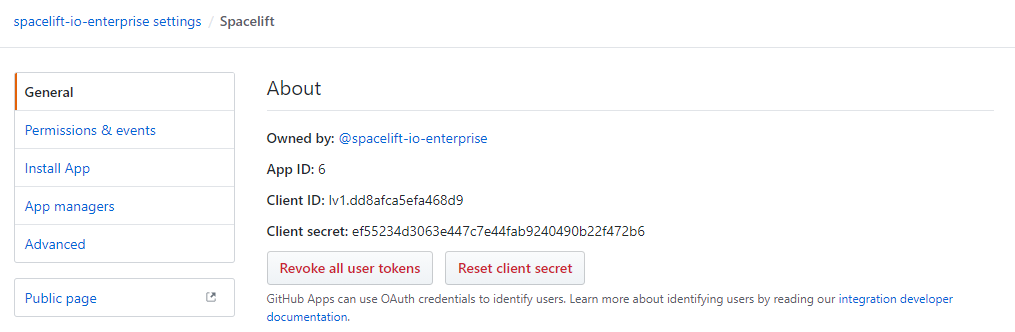 spacelift-io-enterprise settings / Spacelift
General
Permissions & events
Install App
App managers
Advanced
Public page
About
Owned by: @spacelift-io-enterprise
App ID: 6
Client ID: Iv1.dd8afca5efa468d9
Client secret: ef55234d3063e447c7e44fab9240490b22f472b6
Revoke all user tokens Reset client secret
GitHub Apps can use OAuth credentials to identify users. Learn more about identifying users by reading our integration developer
documentation.